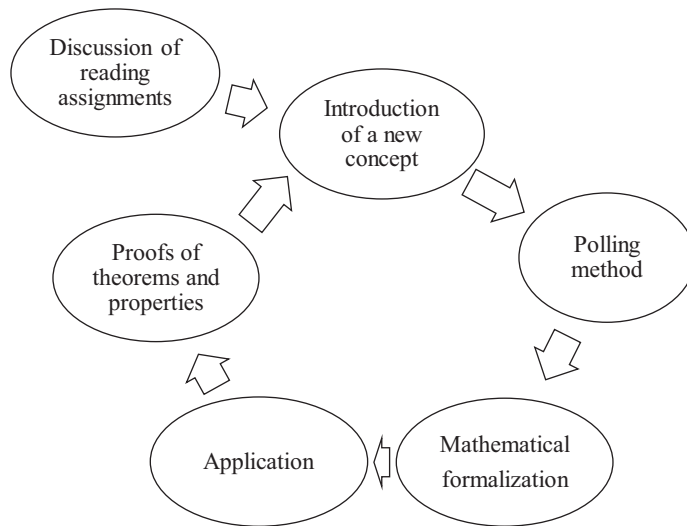 Discussion of
reading
assignments
Introduction
of a new
concept
Polling
method
Mathematical
formalization
Application
Proofs of
theorems and
properties